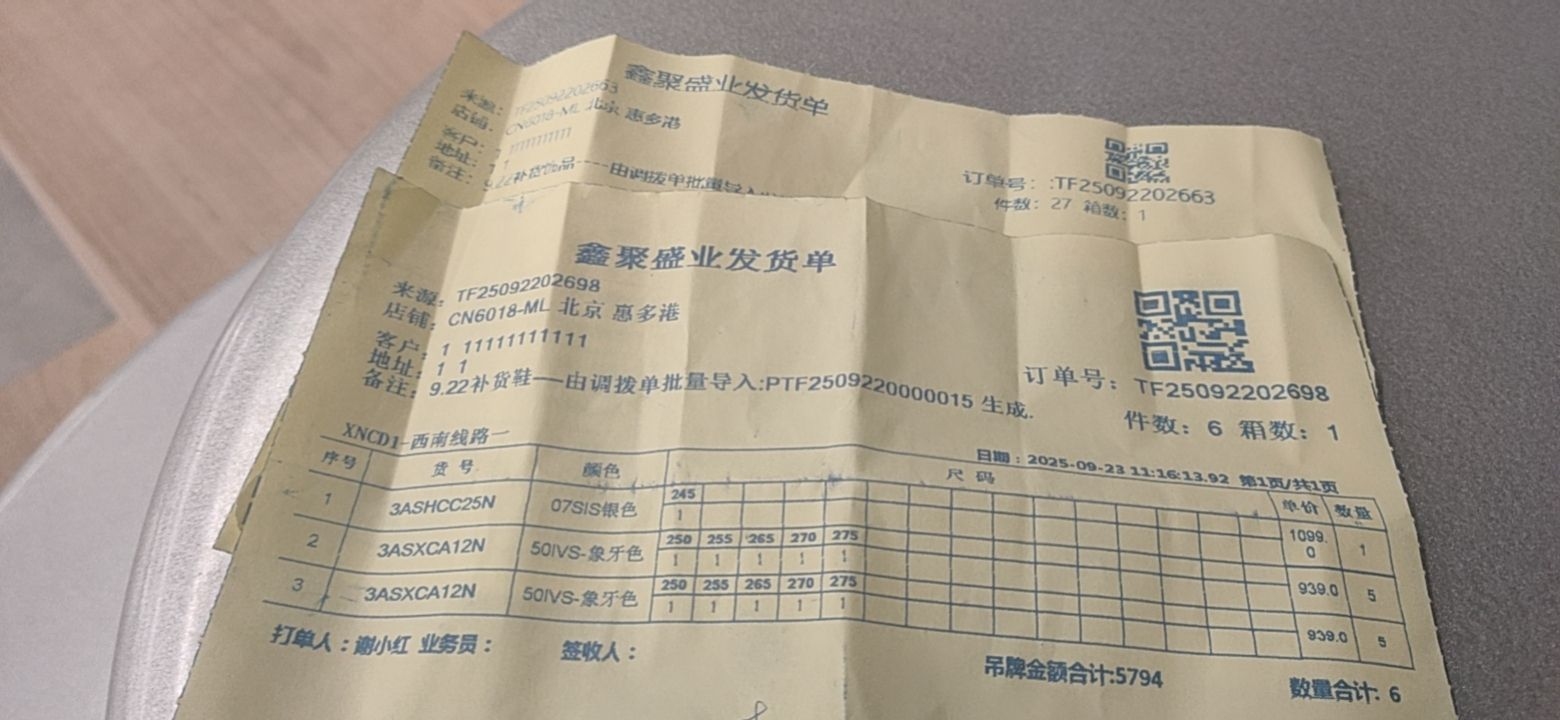 鑫聚盛业发货单
来源: TF25092202663
店铺: CN6018-ML 北京 惠多港
客户: 1 11111111111
地址: 1 1
备注: 9.22补货饰品----由调拨单批量导入
订单号: :TF25092202663
件数: 27 箱数: 1
鑫聚盛业发货单
来源: TF25092202698
店铺: CN6018-ML 北京 惠多港
客户: 1 11111111111
地址: 1 1
备注: 9.22补货鞋----由调拨单批量导入:PTF2509220000015 生成.
订单号: TF25092202698
件数: 6 箱数: 1
XNCD1-西南线路一
日期：2025-09-23 11:16:13.92 第1页/共1页
序号 货号 颜色 尺码 单价 数量
1 3ASHCC25N 07SIS银色 245 1099.0 1
1
2 3ASXCA12N 50IVS-象牙色 250 255 265 270 275 939.0 5
1 1 1 1 1
3 3ASXCA12N 50IVS-象牙色 250 255 265 270 275 939.0 5
1 1 1 1 1
打单人：谢小红 业务员： 签收人： 吊牌金额合计:5794 数量合计: 6